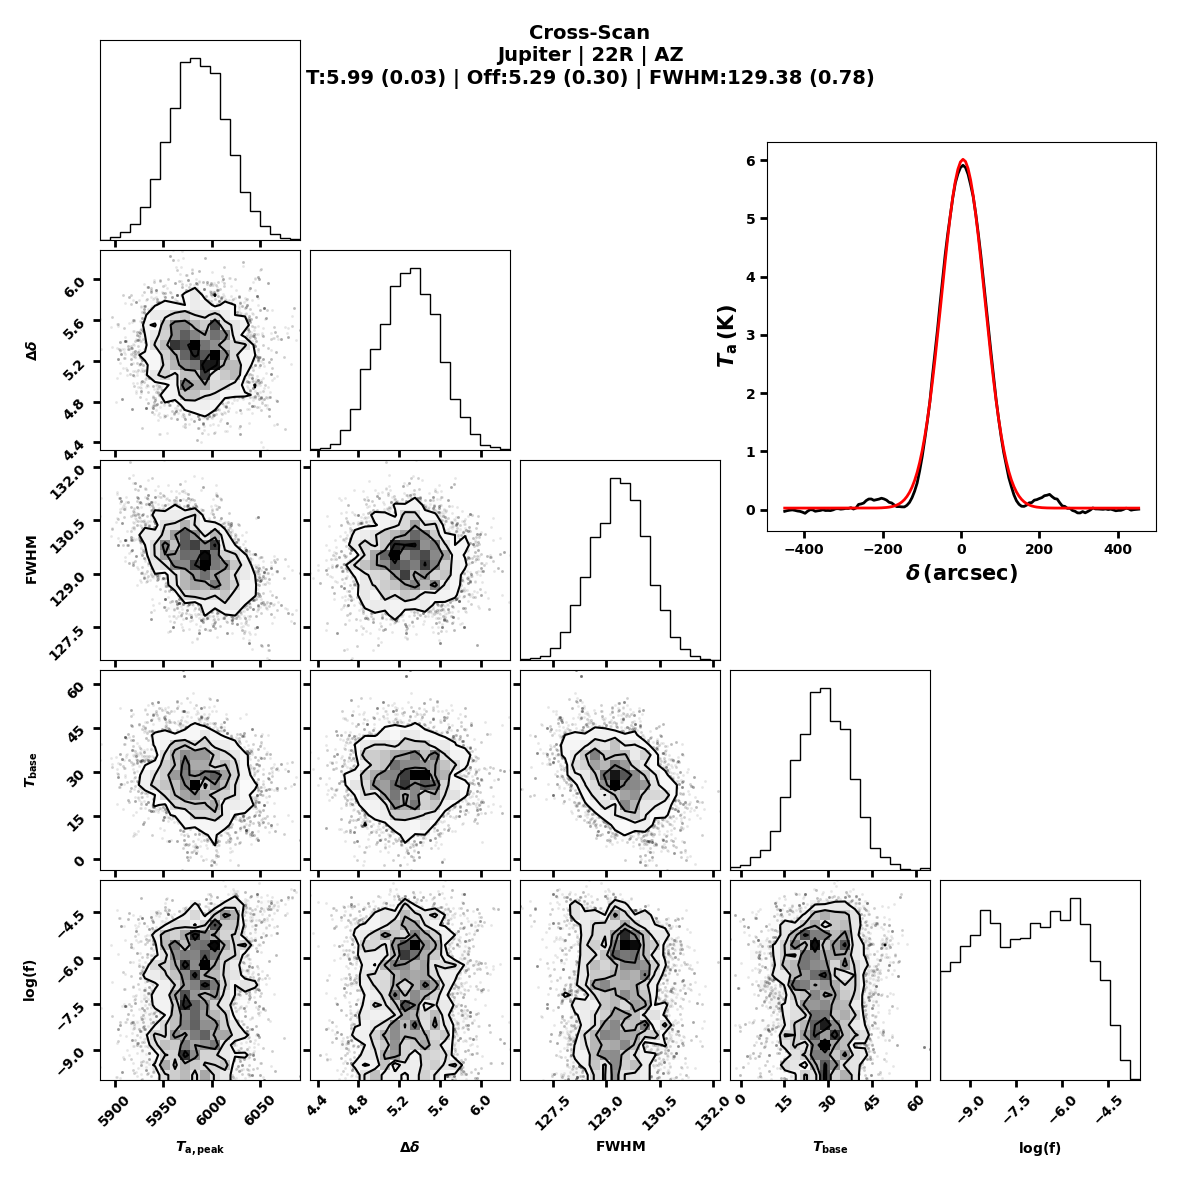 Cross-Scan
Jupiter | 22R | AZ
T:5.99 (0.03) | Off:5.29 (0.30) | FWHM:129.38 (0.78)
6
5
4
3
2
1
0
Ta (K)
−400 −200 0 200 400
δ (arcsec)
6.0
5.6
5.2
4.8
4.4
Δδ
132.0
130.5
129.0
127.5
FWHM
60
45
30
15
0
Tbase
−4.5
−6.0
−7.5
−9.0
log(f)
5900 5950 6000 6050 4.4 4.8 5.2 5.6 6.0 127.5 129.0 130.5 132.0 0 15 30 45 60 −9.0 −7.5 −6.0 −4.5
Ta,peak Δδ FWHM Tbase log(f)